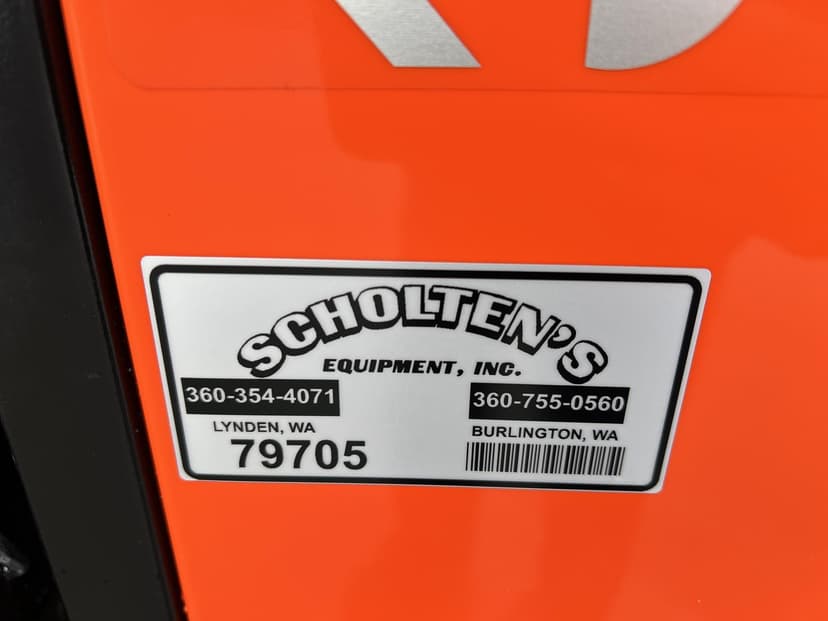 SCHOLTEN'S
EQUIPMENT, INC.
360-354-4071 360-755-0560
LYNDEN, WA BURLINGTON, WA
79705